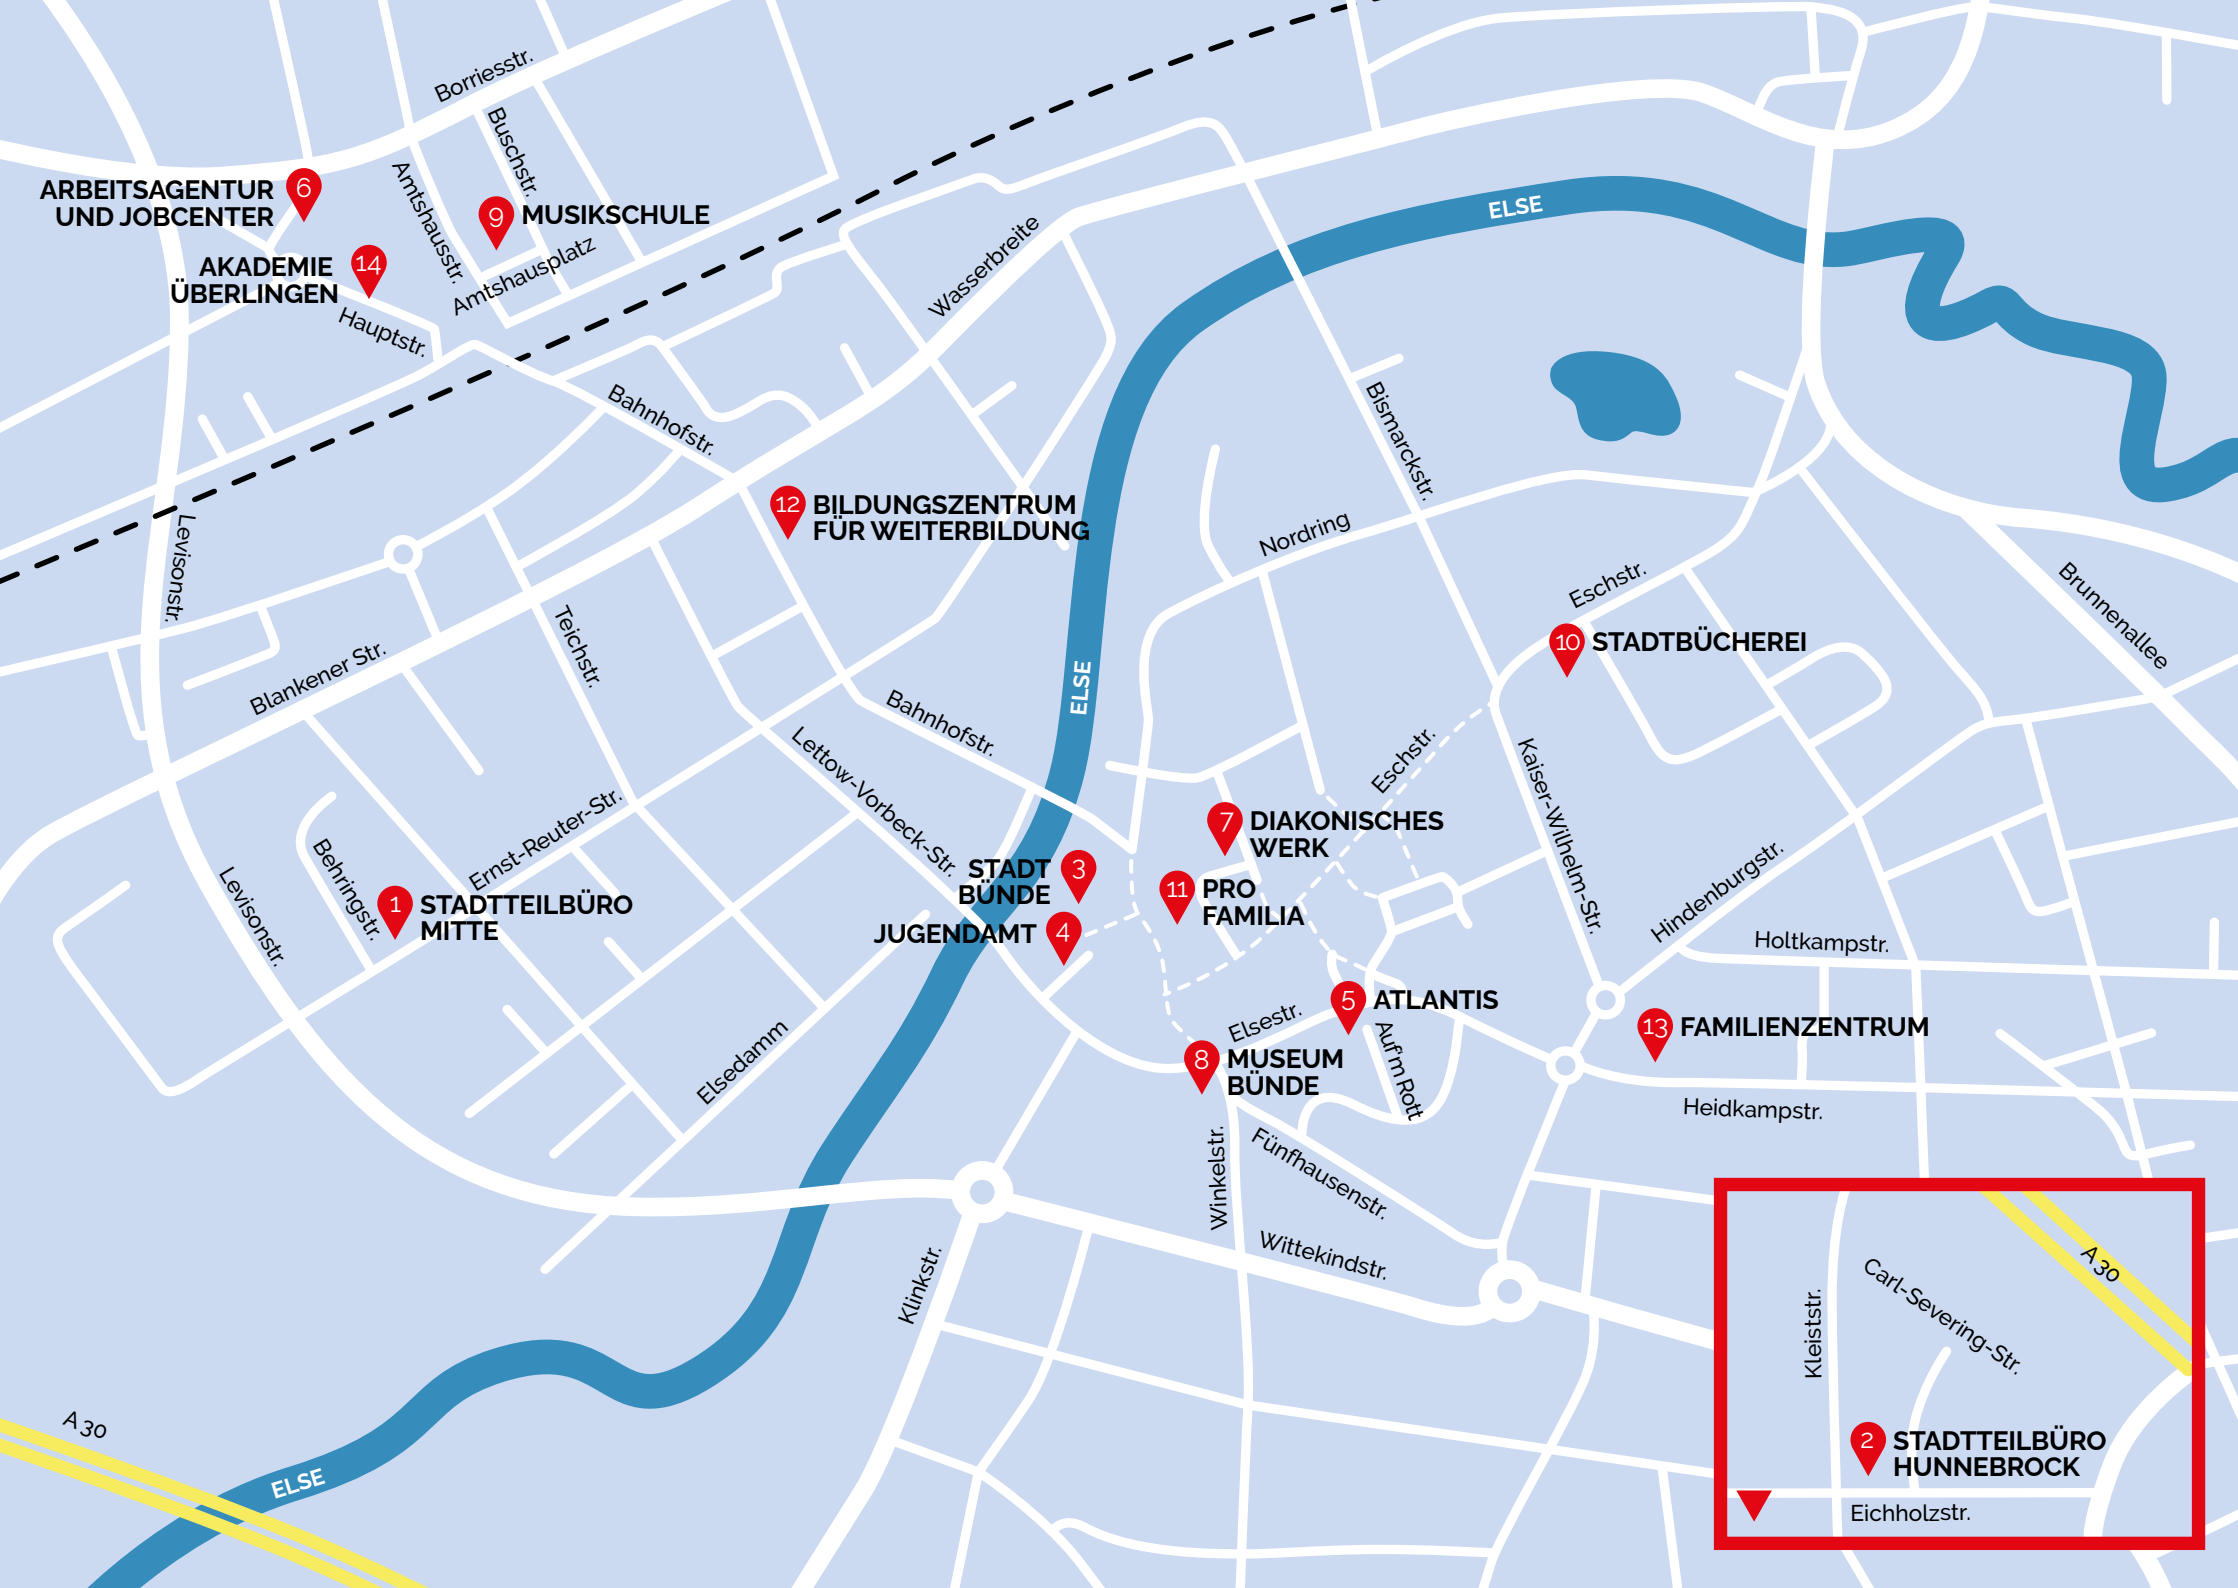 Borriesstr.
Buschstr.
Amtshausstr.
6
ARBEITSAGENTUR
UND JOBCENTER
9
MUSIKSCHULE
Amtshausplatz
14
AKADEMIE
ÜBERLINGEN
Hauptstr.
Wasserbreite
ELSE
Bahnhofstr.
Bismarckstr.
12
BILDUNGSZENTRUM
FÜR WEITERBILDUNG
Levisonstr.
Nordring
Eschstr.
Brunnenallee
Teichstr.
Blankener Str.
10
STADTBÜCHEREI
ELSE
Bahnhofstr.
Lettow-Vorbeck-Str.
Eschstr.
Kaiser-Wilhelm-Str.
Ernst-Reuter-Str.
Behringstr.
7
DIAKONISCHES
WERK
3
STADT
BÜNDE
11
PRO
FAMILIA
1
STADTTEILBÜRO
MITTE
Levisonstr.
4
JUGENDAMT
Hindenburgstr.
Holtkampstr.
5
ATLANTIS
Elsestr.
Auf'm Rott
13
FAMILIENZENTRUM
Elsedamm
8
MUSEUM
BÜNDE
Heidkampstr.
Winkelstr.
Fünfhausenstr.
Wittekindstr.
Klinkstr.
A 30
Carl-Severing-Str.
Kleiststr.
2
STADTTEILBÜRO
HUNNEBROCK
Eichholzstr.
A 30
ELSE